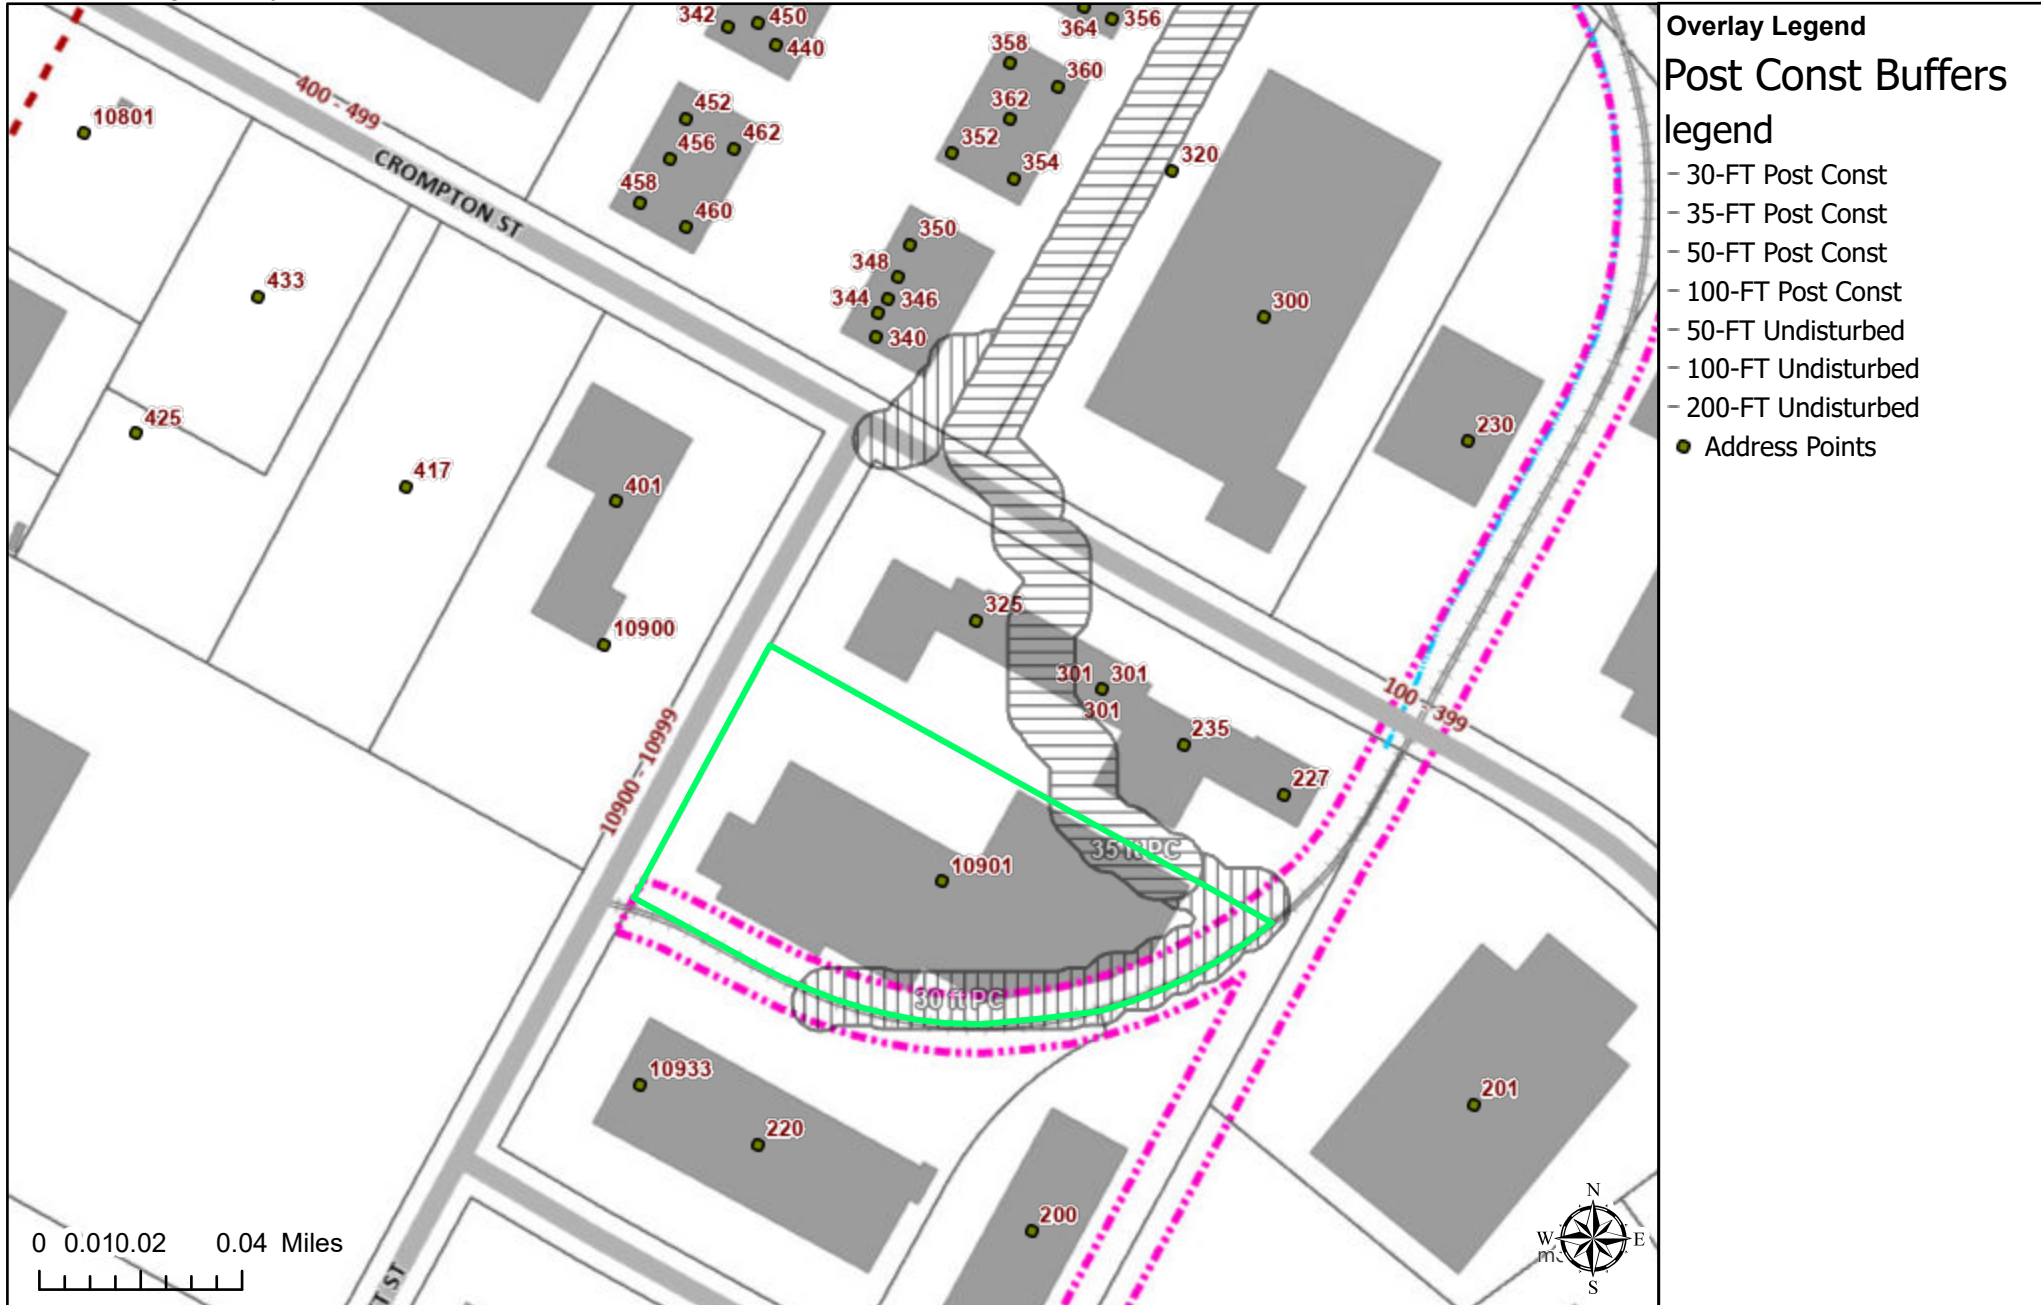 Overlay Legend
Post Const Buffers
legend
30-FT Post Const
35-FT Post Const
50-FT Post Const
100-FT Post Const
50-FT Undisturbed
100-FT Undisturbed
200-FT Undisturbed
Address Points
342
450
440
364
356
358
360
362
352
354
10801
400 - 499
CROMPTON ST
452
456
462
458
460
320
350
348
344
346
340
433
300
425
230
417
401
325
10900
301
301
301
100 - 399
235
227
10900 - 10999
35 ft PC
10901
30 ft PC
10933
220
201
200
T ST
0 0.010.02 0.04 Miles
N
W
E
S